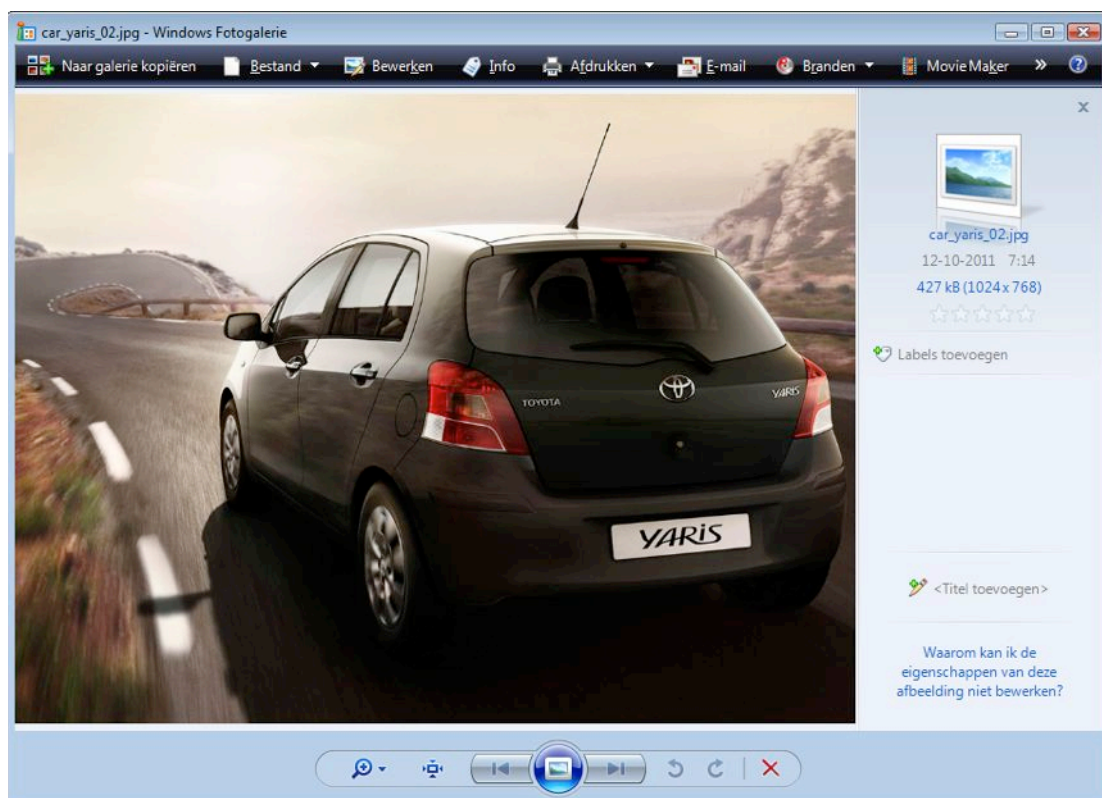 car_yaris_02.jpg - Windows Fotogalerie
Naar galerie kopiëren Bestand Bewerken Info Afdrukken E-mail Branden Movie Maker » ?
x
car_yaris_02.jpg
12-10-2011 7:14
427 kB (1024 x 768)
Labels toevoegen
TOYOTA
YARIS
YARIS
<Titel toevoegen>
Waarom kan ik de
eigenschappen van deze
afbeelding niet bewerken?